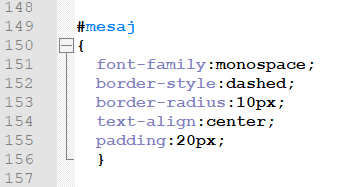 148
149 #mesaj
150 {
151 font-family:monospace;
152 border-style:dashed;
153 border-radius:10px;
154 text-align:center;
155 padding:20px;
156 }
157